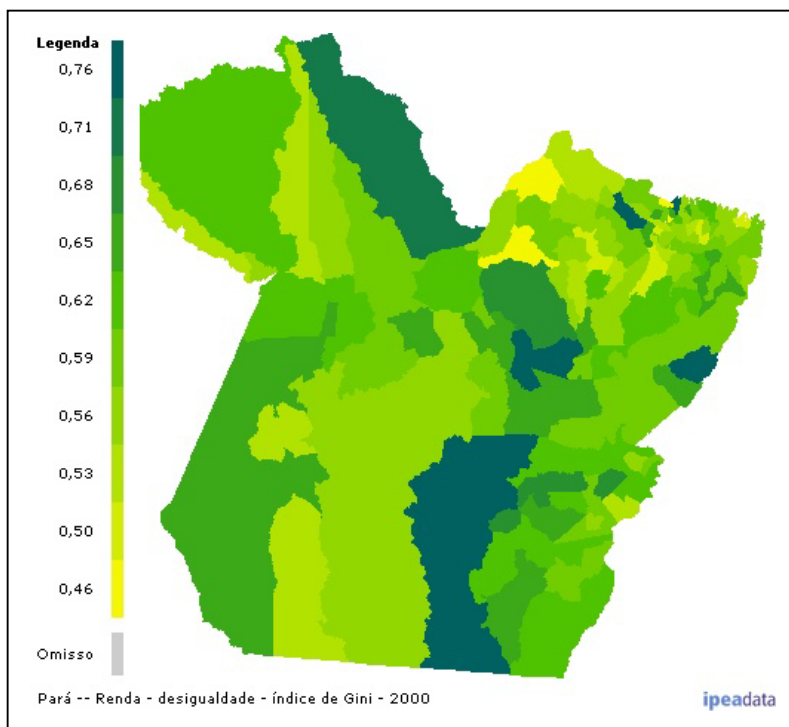 Legenda
0,76
0,71
0,68
0,65
0,62
0,59
0,56
0,53
0,50
0,46
Omisso
Pará -- Renda - desigualdade - índice de Gini - 2000
ipeadata